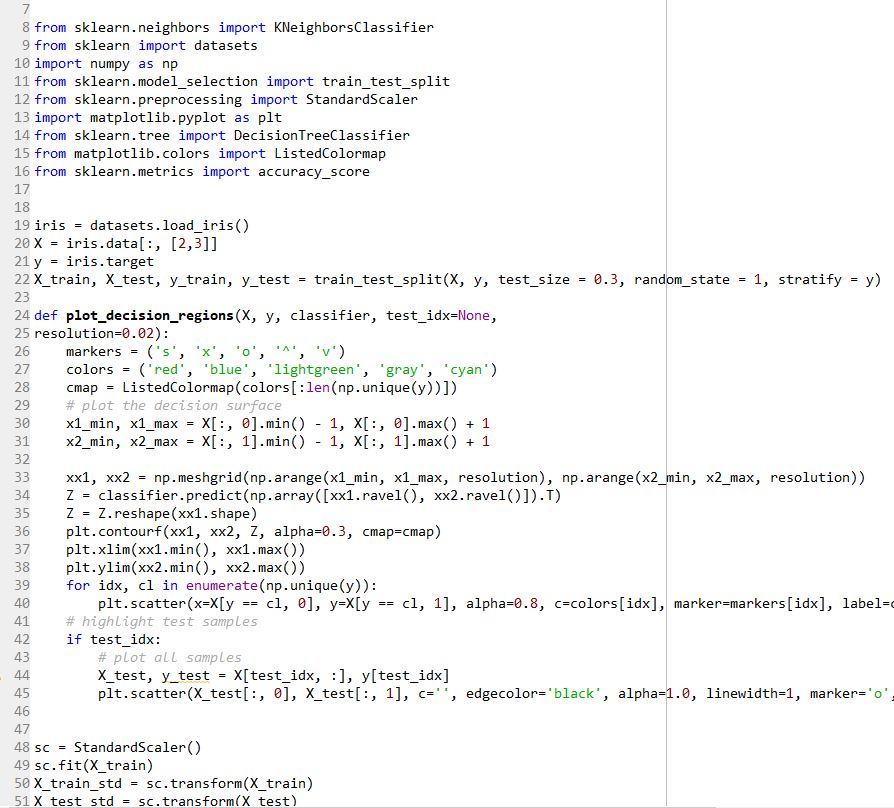 7
8 from sklearn.neighbors import KNeighborsClassifier
9 from sklearn import datasets
10 import numpy as np
11 from sklearn.model_selection import train_test_split
12 from sklearn.preprocessing import StandardScaler
13 import matplotlib.pyplot as plt
14 from sklearn.tree import DecisionTreeClassifier
15 from matplotlib.colors import ListedColormap
16 from sklearn.metrics import accuracy_score
17
18
19 iris = datasets.load_iris()
20 X = iris.data[:, [2,3]]
21 y = iris.target
22 X_train, X_test, y_train, y_test = train_test_split(X, y, test_size = 0.3, random_state = 1, stratify = y)
23
24 def plot_decision_regions(X, y, classifier, test_idx=None,
25 resolution=0.02):
26     markers = ('s', 'x', 'o', '^', 'v')
27     colors = ('red', 'blue', 'lightgreen', 'gray', 'cyan')
28     cmap = ListedColormap(colors[:len(np.unique(y))])
29     # plot the decision surface
30     x1_min, x1_max = X[:, 0].min() - 1, X[:, 0].max() + 1
31     x2_min, x2_max = X[:, 1].min() - 1, X[:, 1].max() + 1
32
33     xx1, xx2 = np.meshgrid(np.arange(x1_min, x1_max, resolution), np.arange(x2_min, x2_max, resolution))
34     Z = classifier.predict(np.array([xx1.ravel(), xx2.ravel()]).T)
35     Z = Z.reshape(xx1.shape)
36     plt.contourf(xx1, xx2, Z, alpha=0.3, cmap=cmap)
37     plt.xlim(xx1.min(), xx1.max())
38     plt.ylim(xx2.min(), xx2.max())
39     for idx, cl in enumerate(np.unique(y)):
40         plt.scatter(x=X[y == cl, 0], y=X[y == cl, 1], alpha=0.8, c=colors[idx], marker=markers[idx], label=c
41     # highlight test samples
42     if test_idx:
43         # plot all samples
44         X_test, y_test = X[test_idx, :], y[test_idx]
45         plt.scatter(X_test[:, 0], X_test[:, 1], c='', edgecolor='black', alpha=1.0, linewidth=1, marker='o',
46
47
48 sc = StandardScaler()
49 sc.fit(X_train)
50 X_train_std = sc.transform(X_train)
51 X_test_std = sc.transform(X_test)